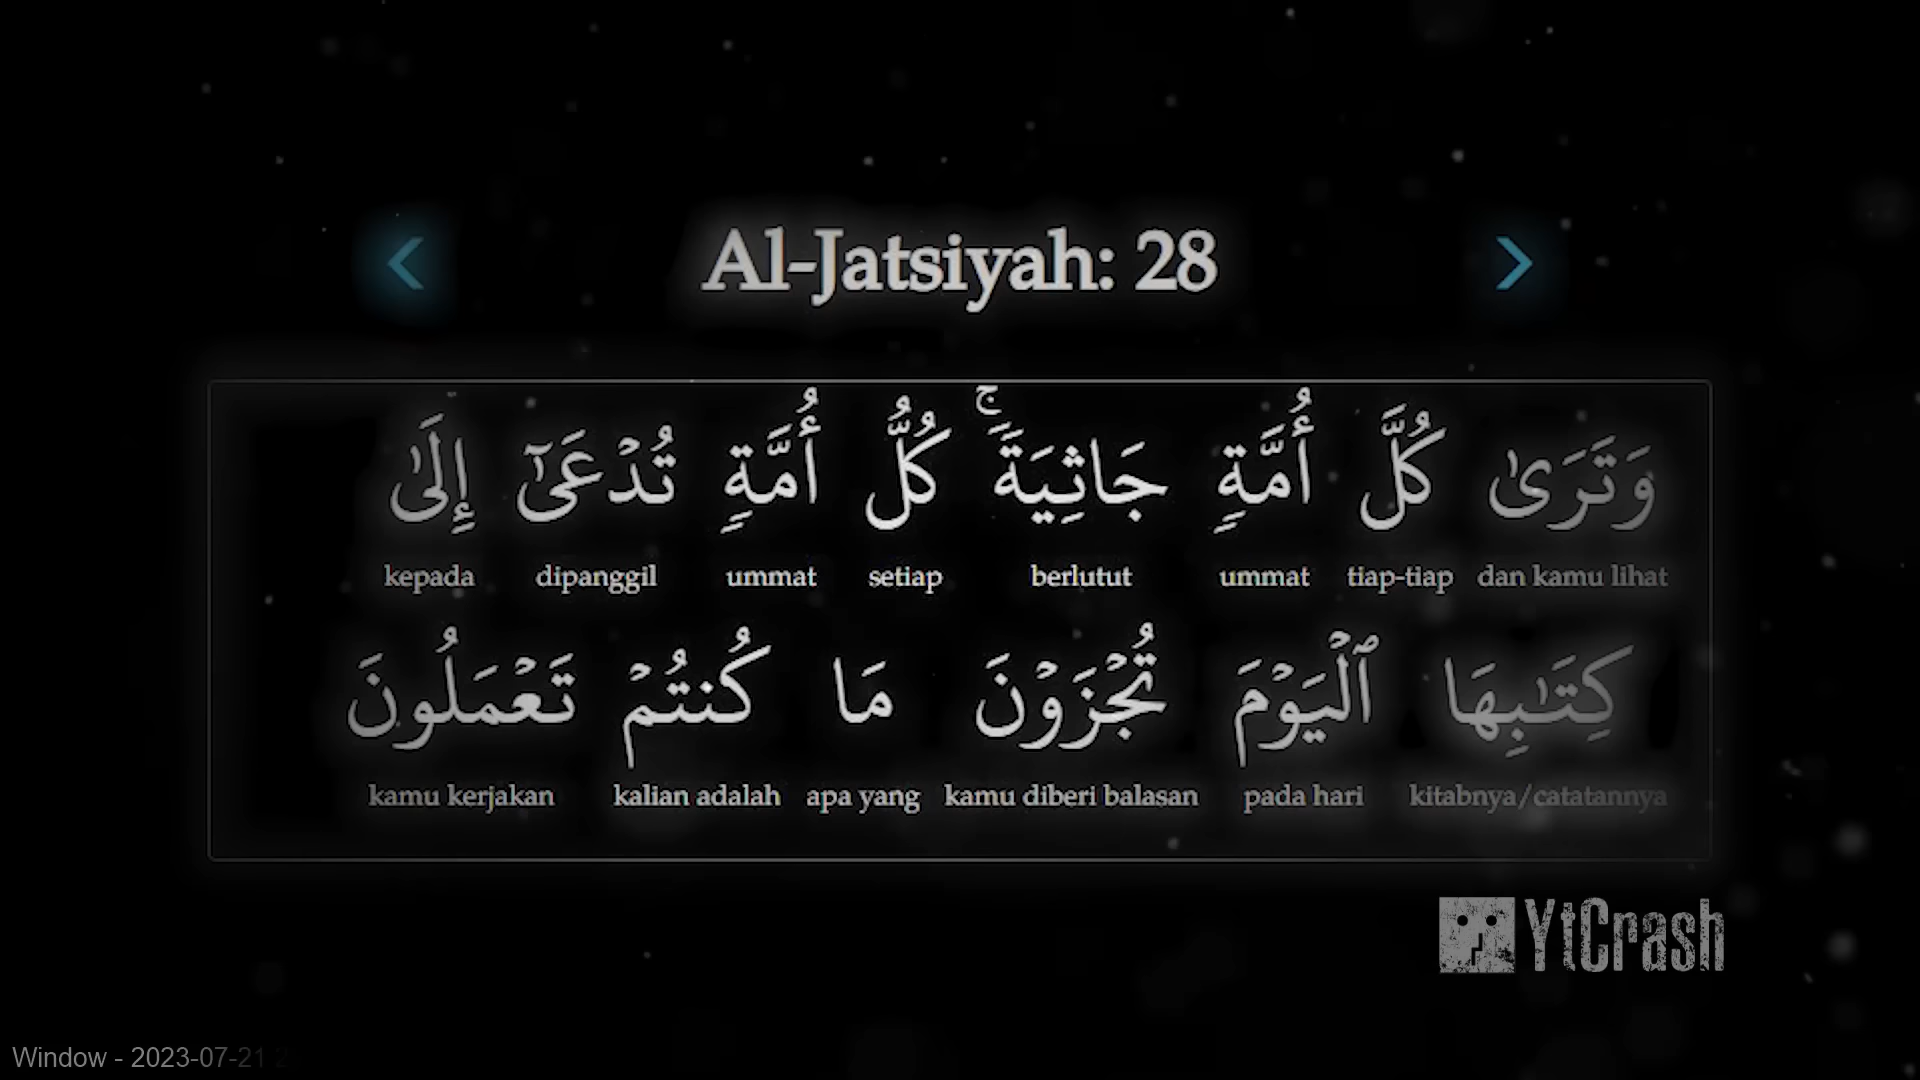 Al-Jatsiyah: 28
وَتَرَىٰ كُلَّ أُمَّةٍ جَاثِيَةً ۚ كُلُّ أُمَّةٍ تُدْعَىٰٓ إِلَىٰ
dan kamu lihat tiap-tiap ummat berlutut setiap ummat dipanggil kepada
كِتَـٰبِهَا ٱلْيَوْمَ تُجْزَوْنَ مَا كُنتُمْ تَعْمَلُونَ
kitabnya/catatannya pada hari kamu diberi balasan apa yang kalian adalah kamu kerjakan
YtCrash
Window - 2023-07-21